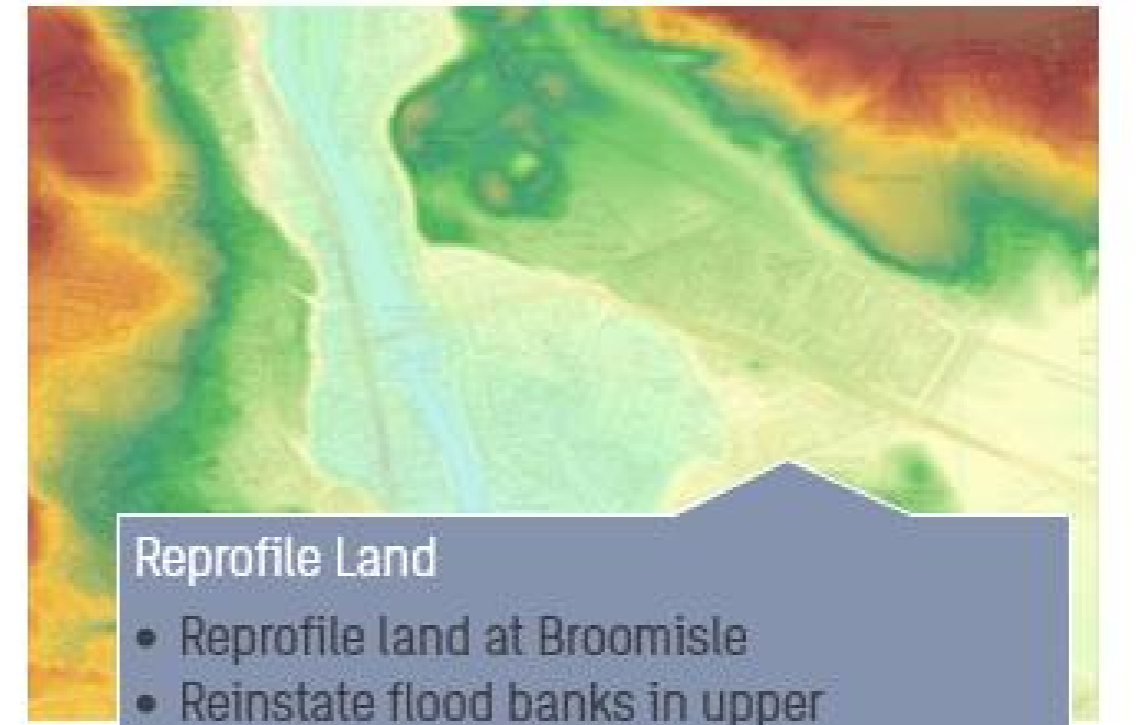 Reprofile Land
• Reprofile land at Broomisle
• Reinstate flood banks in upper